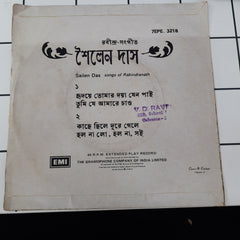 7EPE. 3218
রবীন্দ্র-সংগীত
শৈলেন দাস
Sailen Das songs of Rabindranath
১
হৃদয়ে তোমার দয়া যেন পাই
তুমি যে আমারে চাও
২
কাছে ছিলে দূরে গেলে
হল না লো, হল না, সই
EMI
45 R.P.M. EXTENDED PLAY RECORD
THE GRAMOPHONE COMPANY OF INDIA LIMITED